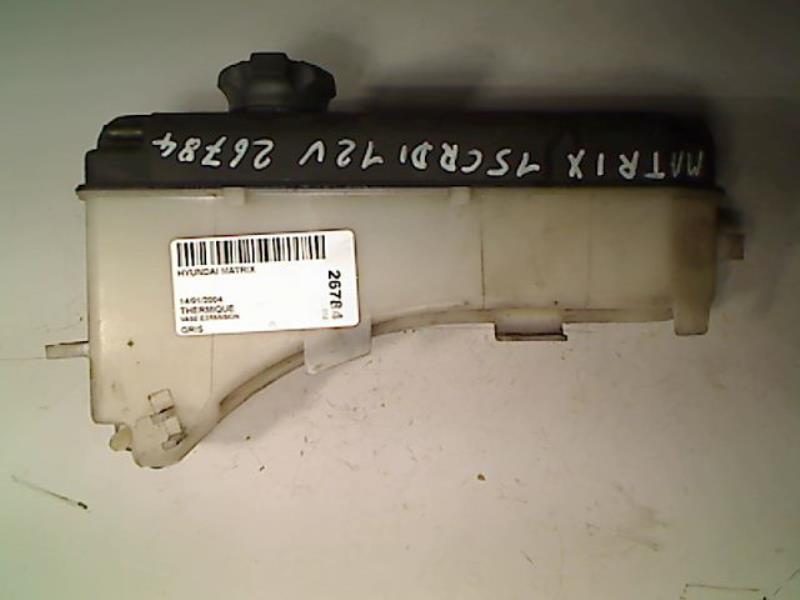 MATRIX 15CRDI 12V 26784
HYUNDAI MATRIX
14/01/2004
THERMIQUE
VASE EXPANSION
GRIS
26784